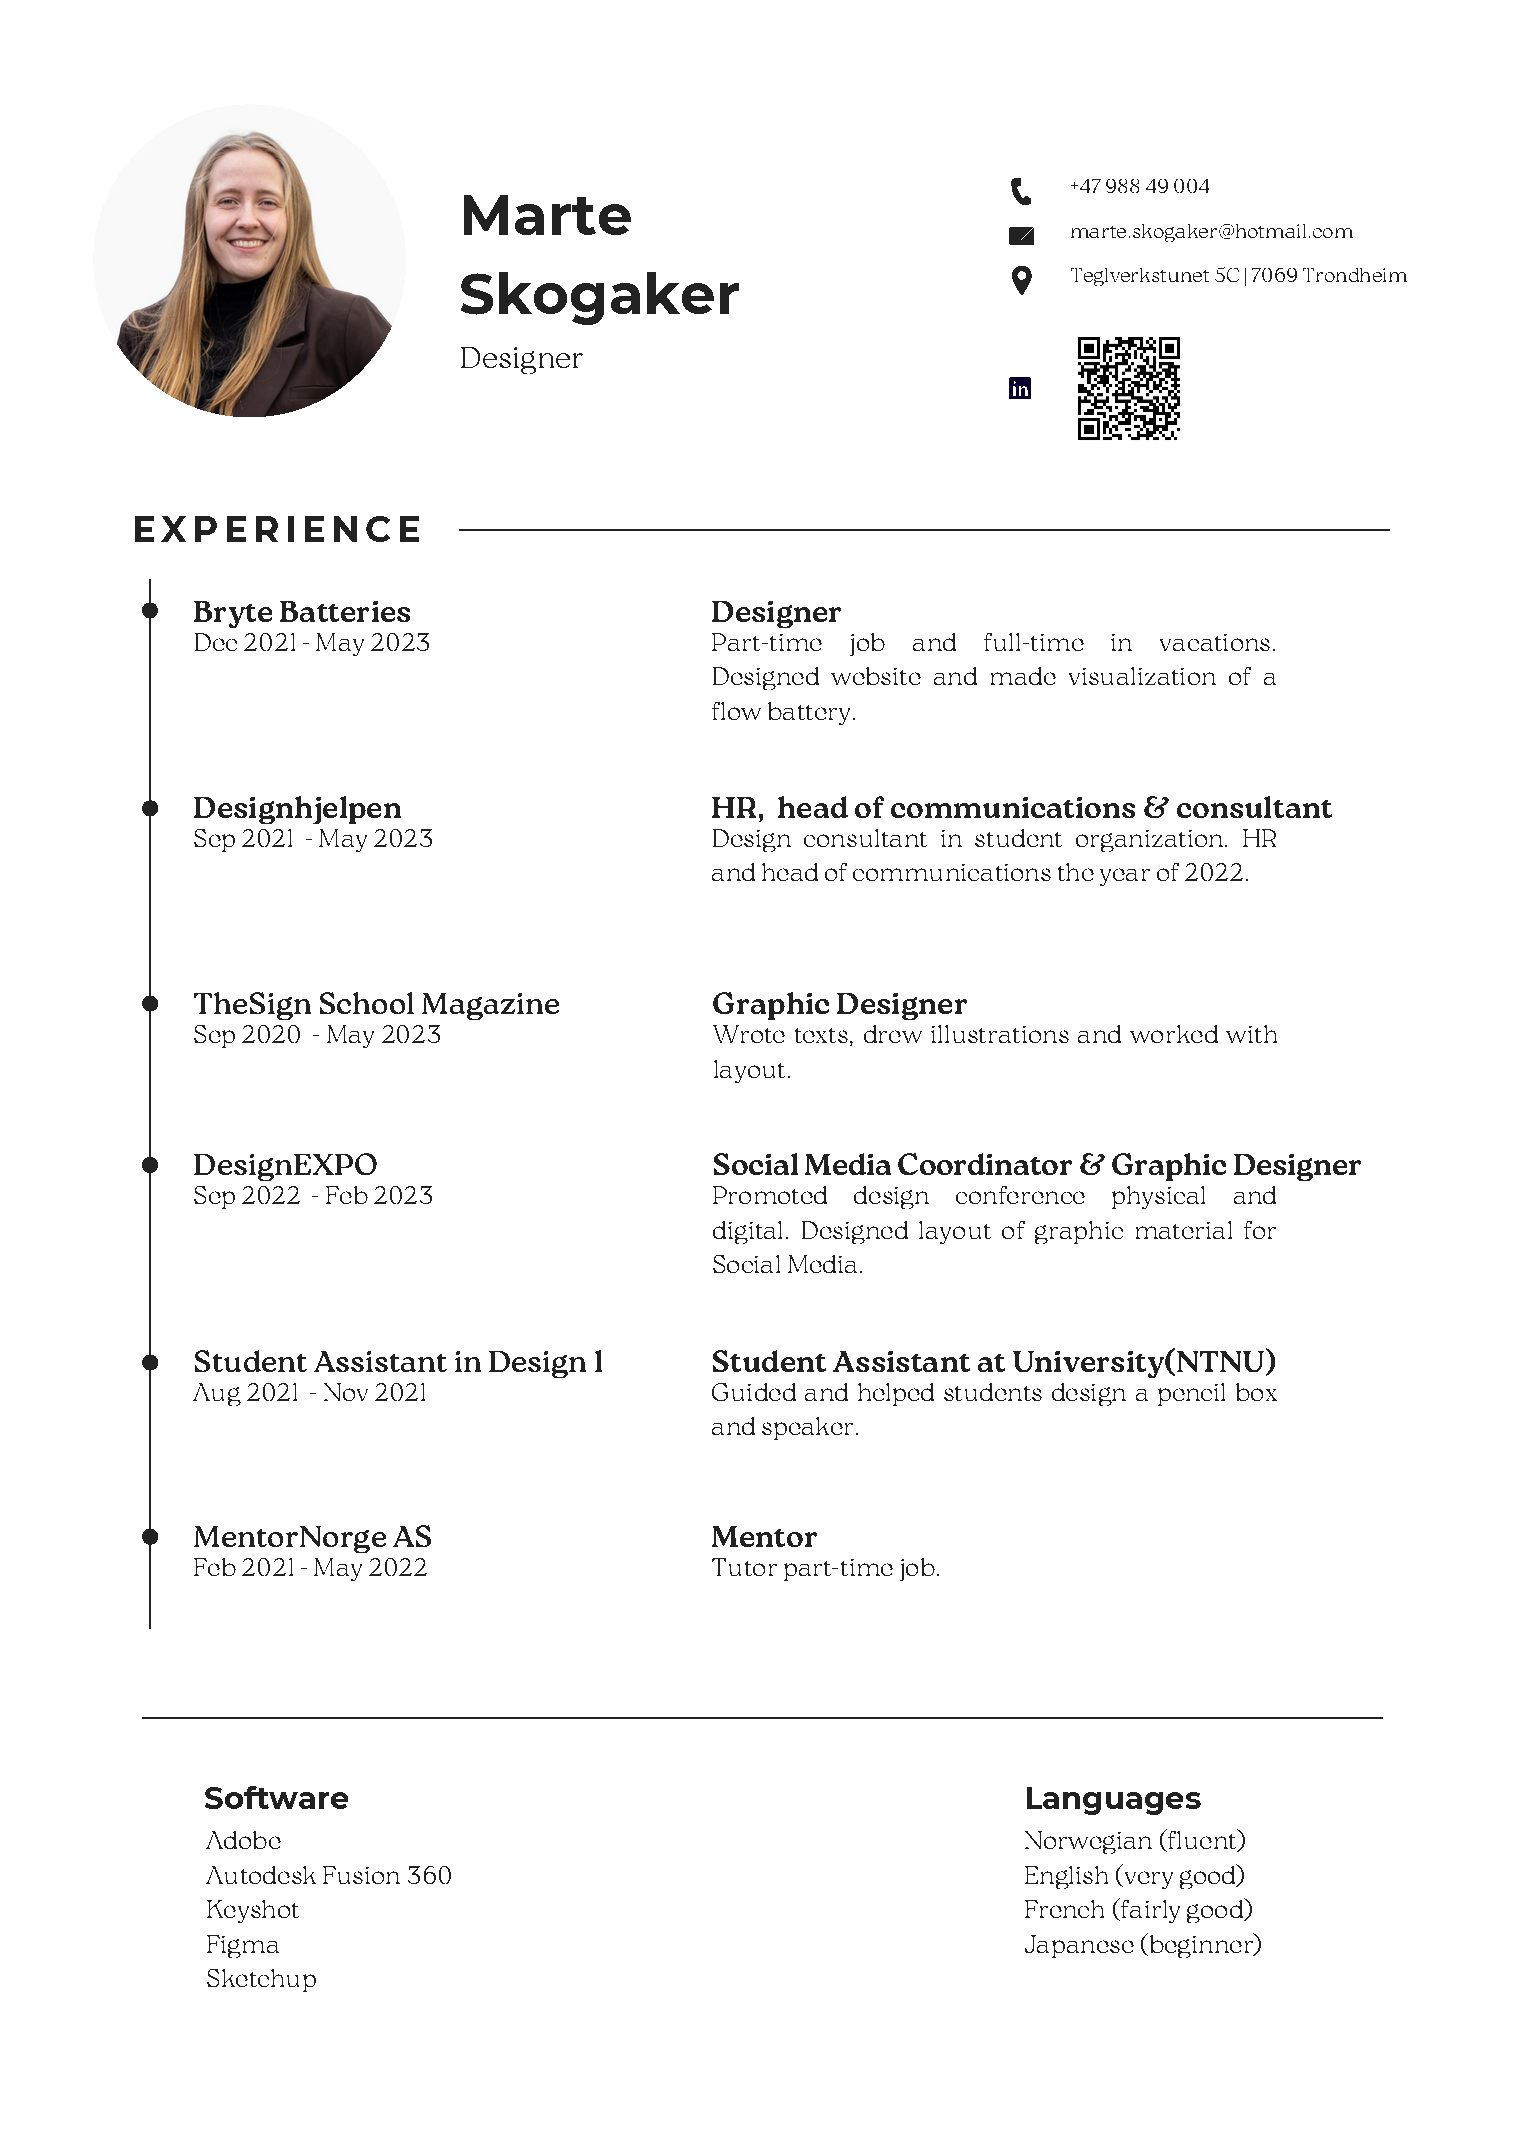 Marte
Skogaker
Designer
+47 988 49 004
marte.skogaker@hotmail.com
Teglverkstunet 5C | 7069 Trondheim
in
EXPERIENCE
Bryte Batteries
Dec 2021 - May 2023
Designer
Part-time job and full-time in vacations.
Designed website and made visualization of a
flow battery.
Designhjelpen
Sep 2021 - May 2023
HR, head of communications & consultant
Design consultant in student organization. HR
and head of communications the year of 2022.
TheSign School Magazine
Sep 2020 - May 2023
Graphic Designer
Wrote texts, drew illustrations and worked with
layout.
DesignEXPO
Sep 2022 - Feb 2023
Social Media Coordinator & Graphic Designer
Promoted design conference physical and
digital. Designed layout of graphic material for
Social Media.
Student Assistant in Design 1
Aug 2021 - Nov 2021
Student Assistant at University(NTNU)
Guided and helped students design a pencil box
and speaker.
MentorNorge AS
Feb 2021 - May 2022
Mentor
Tutor part-time job.
Software
Adobe
Autodesk Fusion 360
Keyshot
Figma
Sketchup
Languages
Norwegian (fluent)
English (very good)
French (fairly good)
Japanese (beginner)